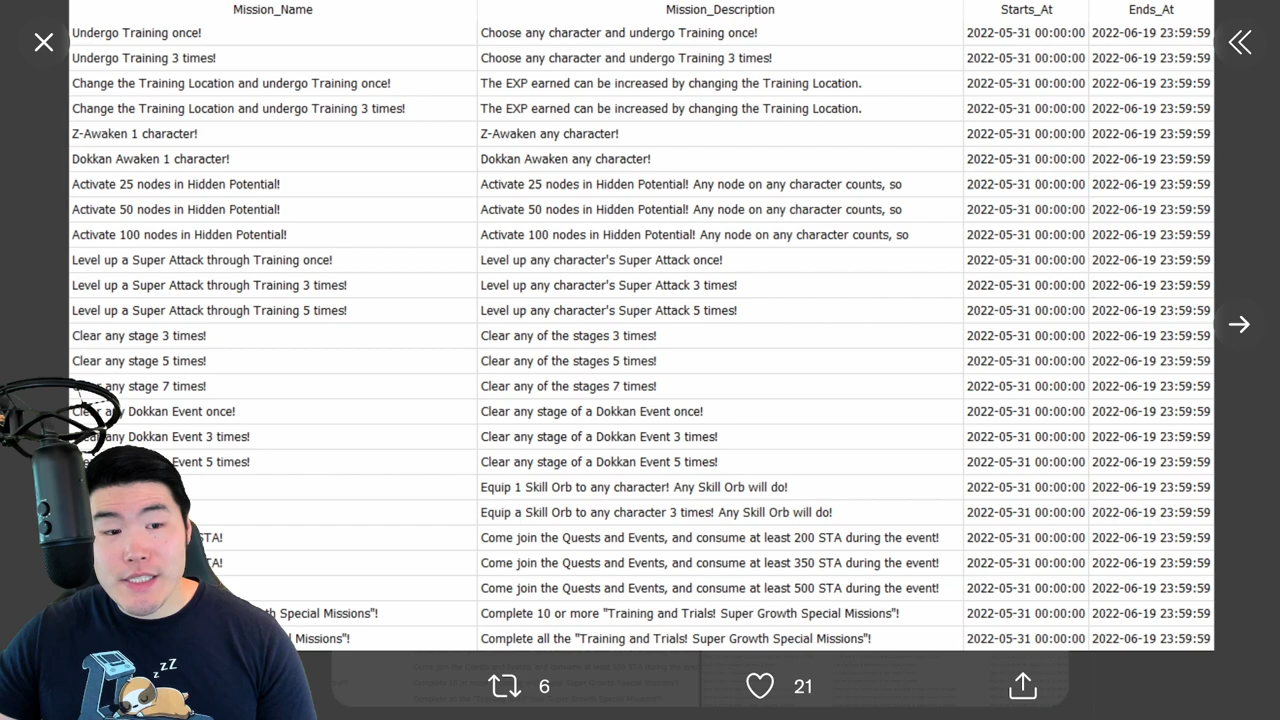 Mission_Name Mission_Description Starts_At Ends_At
Undergo Training once! Choose any character and undergo Training once! 2022-05-31 00:00:00 2022-06-19 23:59:59
Undergo Training 3 times! Choose any character and undergo Training 3 times! 2022-05-31 00:00:00 2022-06-19 23:59:59
Change the Training Location and undergo Training once! The EXP earned can be increased by changing the Training Location. 2022-05-31 00:00:00 2022-06-19 23:59:59
Change the Training Location and undergo Training 3 times! The EXP earned can be increased by changing the Training Location. 2022-05-31 00:00:00 2022-06-19 23:59:59
Z-Awaken 1 character! Z-Awaken any character! 2022-05-31 00:00:00 2022-06-19 23:59:59
Dokkan Awaken 1 character! Dokkan Awaken any character! 2022-05-31 00:00:00 2022-06-19 23:59:59
Activate 25 nodes in Hidden Potential! Activate 25 nodes in Hidden Potential! Any node on any character counts, so 2022-05-31 00:00:00 2022-06-19 23:59:59
Activate 50 nodes in Hidden Potential! Activate 50 nodes in Hidden Potential! Any node on any character counts, so 2022-05-31 00:00:00 2022-06-19 23:59:59
Activate 100 nodes in Hidden Potential! Activate 100 nodes in Hidden Potential! Any node on any character counts, so 2022-05-31 00:00:00 2022-06-19 23:59:59
Level up a Super Attack through Training once! Level up any character's Super Attack once! 2022-05-31 00:00:00 2022-06-19 23:59:59
Level up a Super Attack through Training 3 times! Level up any character's Super Attack 3 times! 2022-05-31 00:00:00 2022-06-19 23:59:59
Level up a Super Attack through Training 5 times! Level up any character's Super Attack 5 times! 2022-05-31 00:00:00 2022-06-19 23:59:59
Clear any stage 3 times! Clear any of the stages 3 times! 2022-05-31 00:00:00 2022-06-19 23:59:59
Clear any stage 5 times! Clear any of the stages 5 times! 2022-05-31 00:00:00 2022-06-19 23:59:59
Clear any stage 7 times! Clear any of the stages 7 times! 2022-05-31 00:00:00 2022-06-19 23:59:59
Clear any Dokkan Event once! Clear any stage of a Dokkan Event once! 2022-05-31 00:00:00 2022-06-19 23:59:59
any Dokkan Event 3 times! Clear any stage of a Dokkan Event 3 times! 2022-05-31 00:00:00 2022-06-19 23:59:59
Event 5 times! Clear any stage of a Dokkan Event 5 times! 2022-05-31 00:00:00 2022-06-19 23:59:59
Equip 1 Skill Orb to any character! Any Skill Orb will do! 2022-05-31 00:00:00 2022-06-19 23:59:59
Equip a Skill Orb to any character 3 times! Any Skill Orb will do! 2022-05-31 00:00:00 2022-06-19 23:59:59
STA! Come join the Quests and Events, and consume at least 200 STA during the event! 2022-05-31 00:00:00 2022-06-19 23:59:59
TA! Come join the Quests and Events, and consume at least 350 STA during the event! 2022-05-31 00:00:00 2022-06-19 23:59:59
Come join the Quests and Events, and consume at least 500 STA during the event! 2022-05-31 00:00:00 2022-06-19 23:59:59
h Special Missions"! Complete 10 or more "Training and Trials! Super Growth Special Missions"! 2022-05-31 00:00:00 2022-06-19 23:59:59
l Missions"! Complete all the "Training and Trials! Super Growth Special Missions"! 2022-05-31 00:00:00 2022-06-19 23:59:59
6 21
zZZ